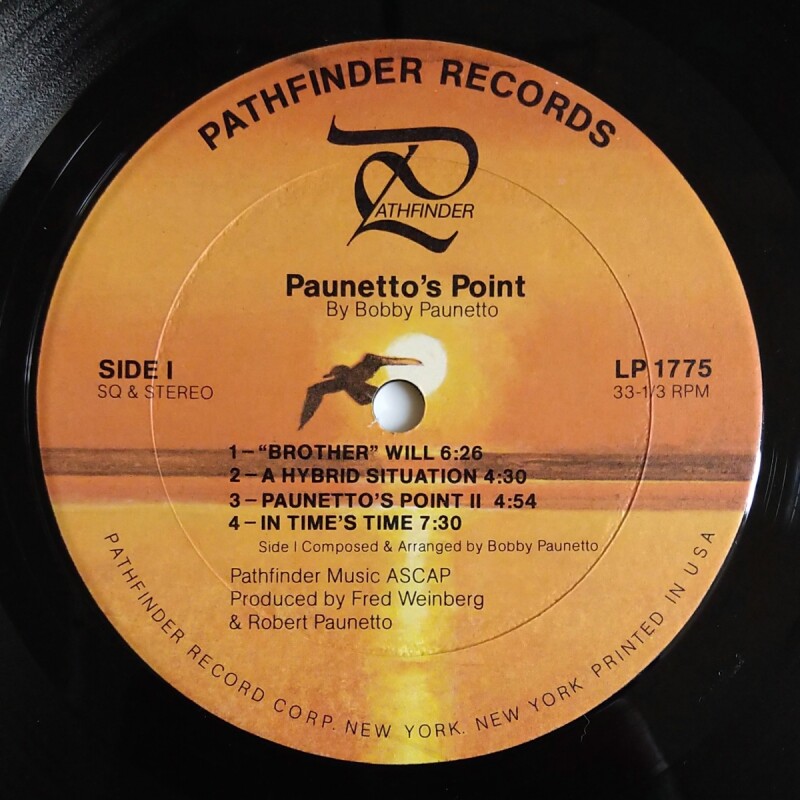 PATHFINDER RECORDS
PATHFINDER
Paunetto's Point
By Bobby Paunetto
SIDE I
SQ & STEREO
LP 1775
33-1/3 RPM
1-"BROTHER" WILL 6:26
2-A HYBRID SITUATION 4:30
3-PAUNETTO'S POINT II 4:54
4-IN TIME'S TIME 7:30
Side I Composed & Arranged by Bobby Paunetto
Pathfinder Music ASCAP
Produced by Fred Weinberg
& Robert Paunetto
PATHFINDER RECORD CORP. NEW YORK. NEW YORK PRINTED IN USA